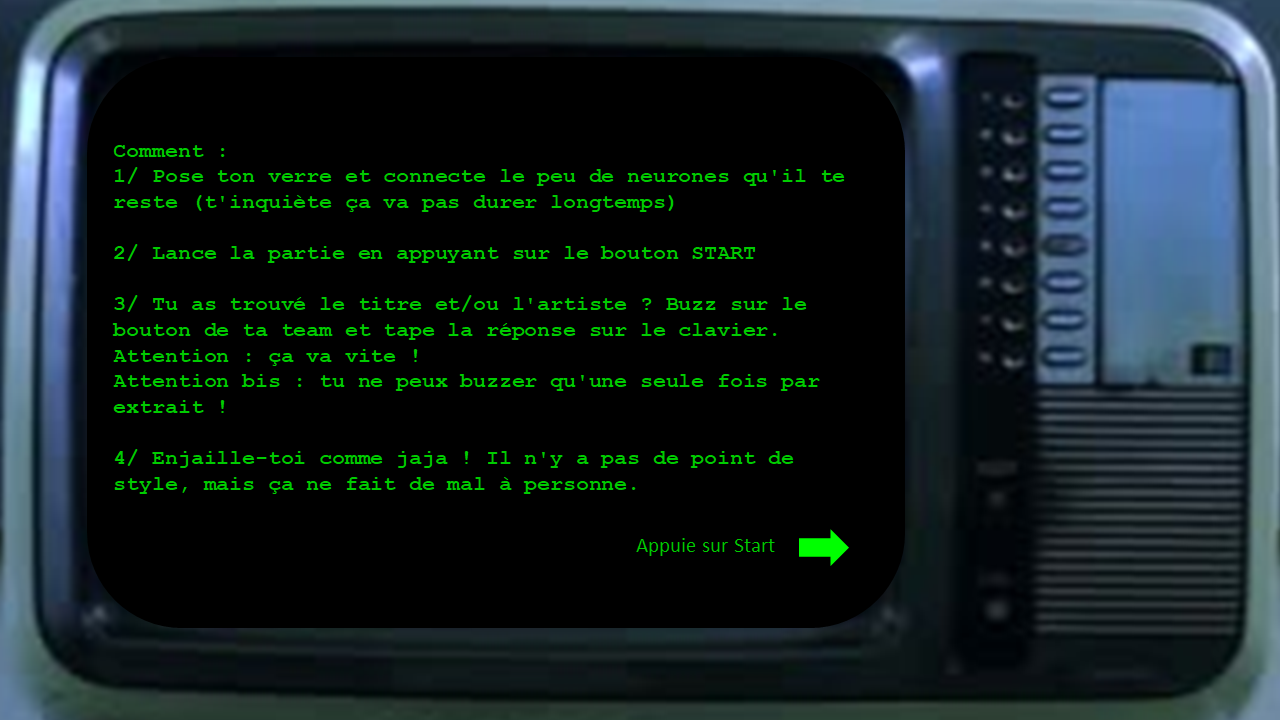 Comment :
1/ Pose ton verre et connecte le peu de neurones qu'il te
reste (t'inquiète ça va pas durer longtemps)
2/ Lance la partie en appuyant sur le bouton START
3/ Tu as trouvé le titre et/ou l'artiste ? Buzz sur le
bouton de ta team et tape la réponse sur le clavier.
Attention : ça va vite !
Attention bis : tu ne peux buzzer qu'une seule fois par
extrait !
4/ Enjaille-toi comme jaja ! Il n'y a pas de point de
style, mais ça ne fait de mal à personne.
Appuie sur Start